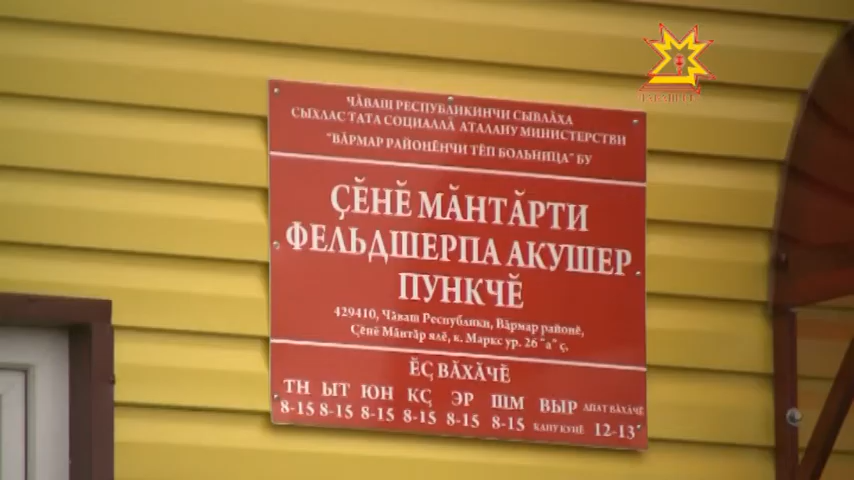 ЧӐВАШ РЕСПУБЛИКИНЧИ СЫВЛӐХА
СЫХЛАС ТАТА СОЦИАЛЛӐ АТАЛАНУ МИНИСТЕРСТВИ
"ВӐРМАР РАЙОНӖНЧИ ТӖП БОЛЬНИЦА" БУ
ҪӖНӖ МӐНТӐРТИ
ФЕЛЬДШЕРПА АКУШЕР
ПУНКЧӖ
429410, Чӑваш Республики, Вӑрмар районӗ,
Ҫӗнӗ Мӑнтӑр ялӗ, к. Маркс ур. 26 "а" ҫ.
ӖҪ ВӐХӐЧӖ
ТН ЫТ ЮН КҪ ЭР ШМ ВЫР АПАТ ВӐХӐЧӖ
8-15 8-15 8-15 8-15 8-15 8-15 КАНУ КУНӖ 12-13